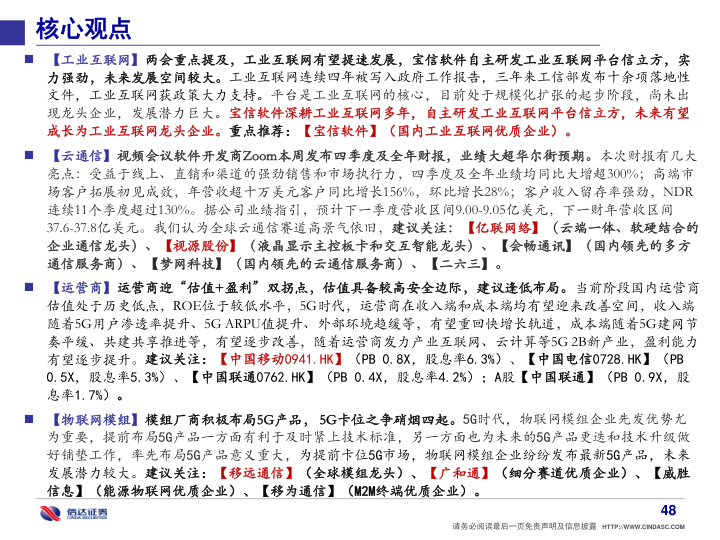 核心观点
【工业互联网】两会重点提及，工业互联网有望提速发展，宝信软件自主研发工业互联网平台信立方，实
力强劲，未来发展空间较大。工业互联网连续四年被写入政府工作报告，三年来工信部发布十余项落地性
文件，工业互联网获政策大力支持。平台是工业互联网的核心，目前处于规模化扩张的起步阶段，尚未出
现龙头企业，发展潜力巨大。宝信软件深耕工业互联网多年，自主研发工业互联网平台信立方，未来有望
成长为工业互联网龙头企业。重点推荐：【宝信软件】（国内工业互联网优质企业）。
【云通信】视频会议软件开发商Zoom本周发布四季度及全年财报，业绩大超华尔街预期。本次财报有几大
亮点：受益于线上、直销和渠道的强劲销售和市场执行力，四季度及全年业绩均同比大增超300%；高端市
场客户拓展初见成效，年营收超十万美元客户同比增长156%，环比增长28%；客户收入留存率强劲，NDR
连续11个季度超过130%。据公司业绩指引，预计下一季度营收区间9.00-9.05亿美元，下一财年营收区间
37.6-37.8亿美元。我们认为全球云通信赛道高景气依旧，建议关注：【亿联网络】（云端一体、软硬结合的
企业通信龙头）、【视源股份】（液晶显示主控板卡和交互智能龙头）、【会畅通讯】（国内领先的多方
通信服务商）、【梦网科技】（国内领先的云通信服务商）、【二六三】。
【运营商】运营商迎“估值+盈利”双拐点，估值具备较高安全边际，建议逢低布局。当前阶段国内运营商
估值处于历史低点，ROE位于较低水平，5G时代，运营商在收入端和成本端均有望迎来改善空间，收入端
随着5G用户渗透率提升、5G ARPU值提升、外部环境趋缓等，有望重回快增长轨道，成本端随着5G建网节
奏平缓、共建共享推进等，有望逐步改善，随着运营商发力产业互联网、云计算等5G 2B新产业，盈利能力
有望逐步提升。建议关注：【中国移动0941.HK】（PB 0.8X，股息率6.3%）、【中国电信0728.HK】（PB
0.5X，股息率5.3%）、【中国联通0762.HK】（PB 0.4X，股息率4.2%）；A股【中国联通】（PB 0.9X，股
息率1.7%）。
【物联网模组】模组厂商积极布局5G产品，5G卡位之争硝烟四起。5G时代，物联网模组企业先发优势尤
为重要，提前布局5G产品一方面有利于及时紧上技术标准，另一方面也为未来的5G产品更迭和技术升级做
好铺垫工作，率先布局5G产品意义重大，为提前卡位5G市场，物联网模组企业纷纷发布最新5G产品，未来
发展潜力较大。建议关注：【移远通信】（全球模组龙头）、【广和通】（细分赛道优质企业）、【威胜
信息】（能源物联网优质企业）、【移为通信】（M2M终端优质企业）。
信达证券
CINDA SECURITIES
48
请务必阅读最后一页免责声明及信息披露 HTTP://WWW.CINDASC.COM